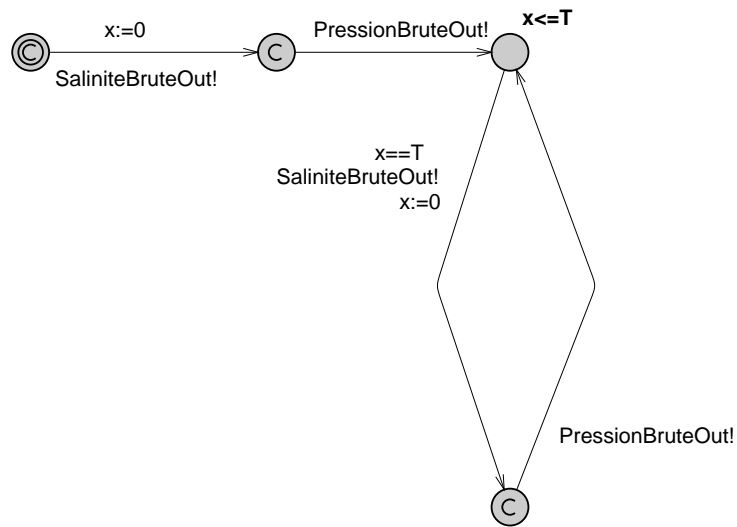 x<=T
x:=0
PressionBruteOut!
C
C
SaliniteBruteOut!
x==T
SaliniteBruteOut!
x:=0
PressionBruteOut!
C